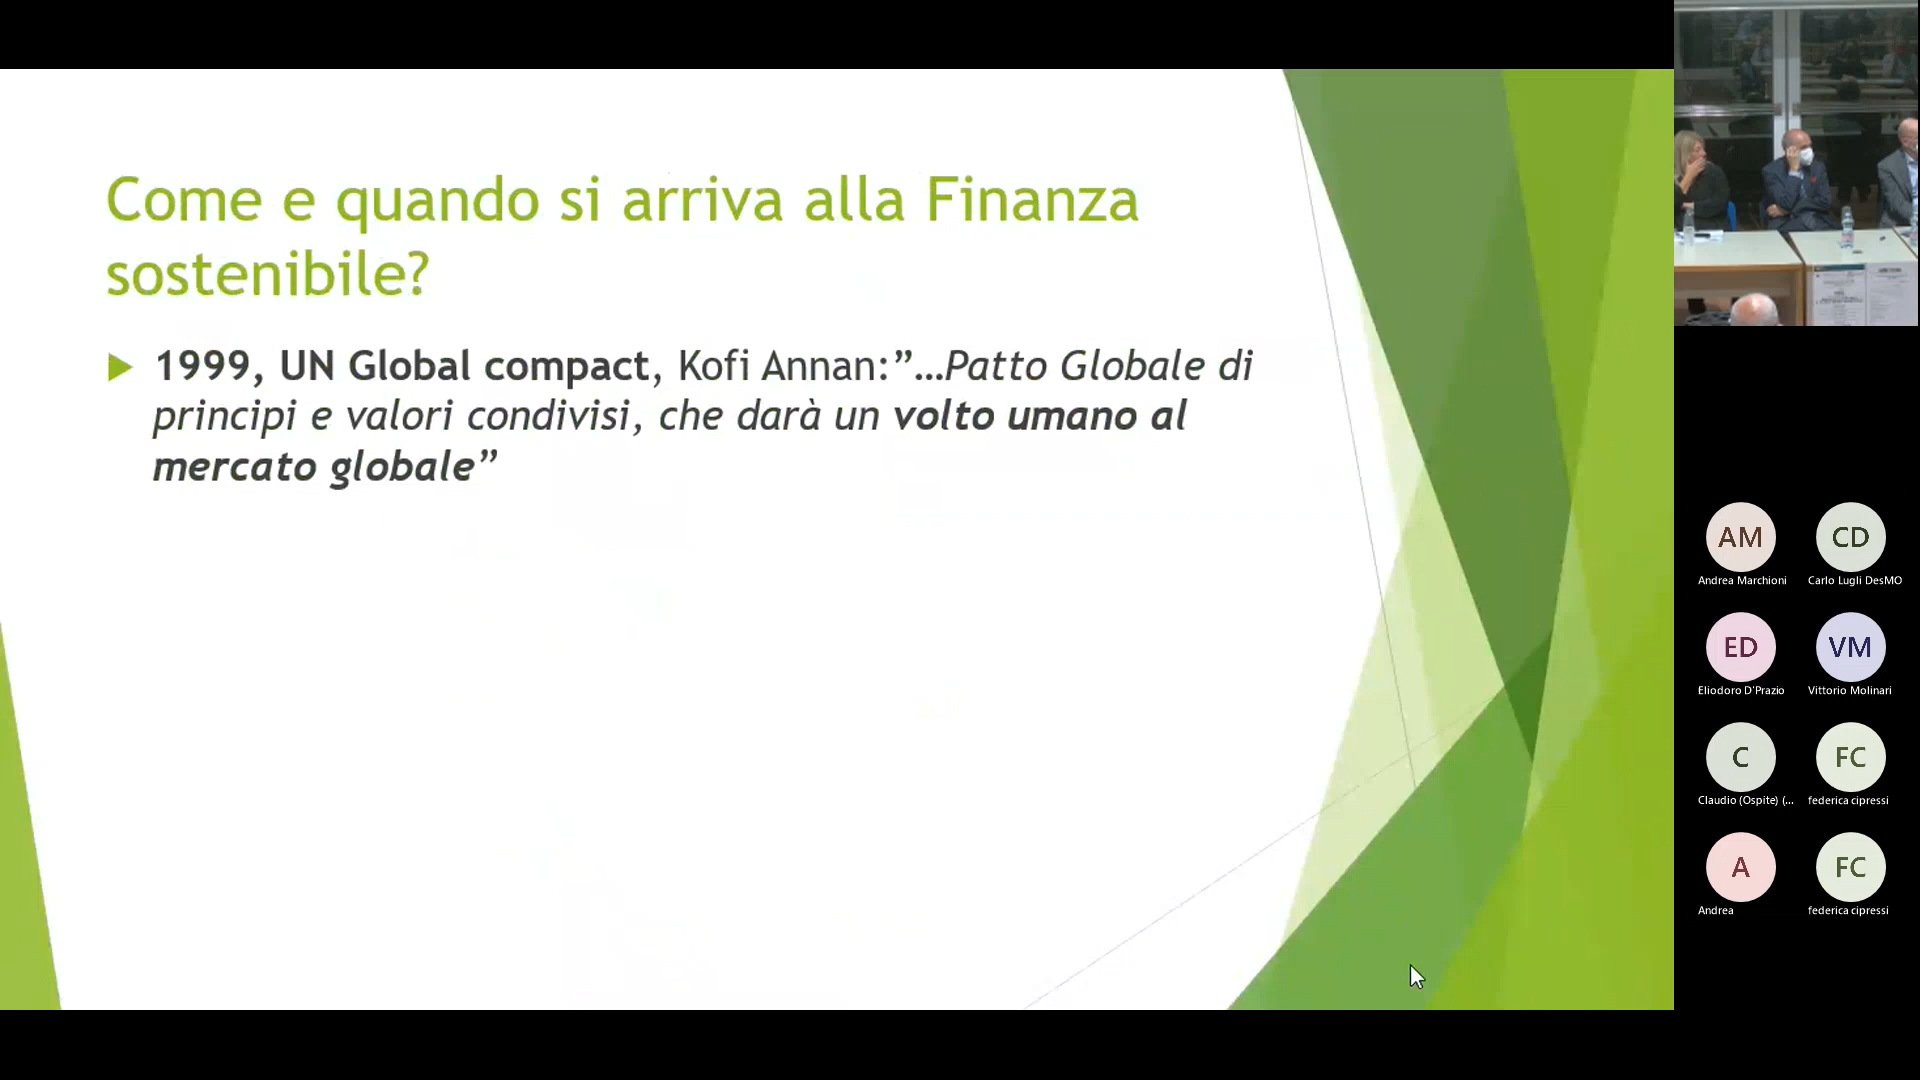 Come e quando si arriva alla Finanza
sostenibile?
1999, UN Global compact, Kofi Annan:”…Patto Globale di
principi e valori condivisi, che darà un volto umano al
mercato globale”
AM
Andrea Marchioni
CD
Carlo Lugli DesMO
ED
Eliodoro D'Prazio
VM
Vittorio Molinari
C
Claudio (Ospite) (...
FC
federica cipressi
A
Andrea
FC
federica cipressi